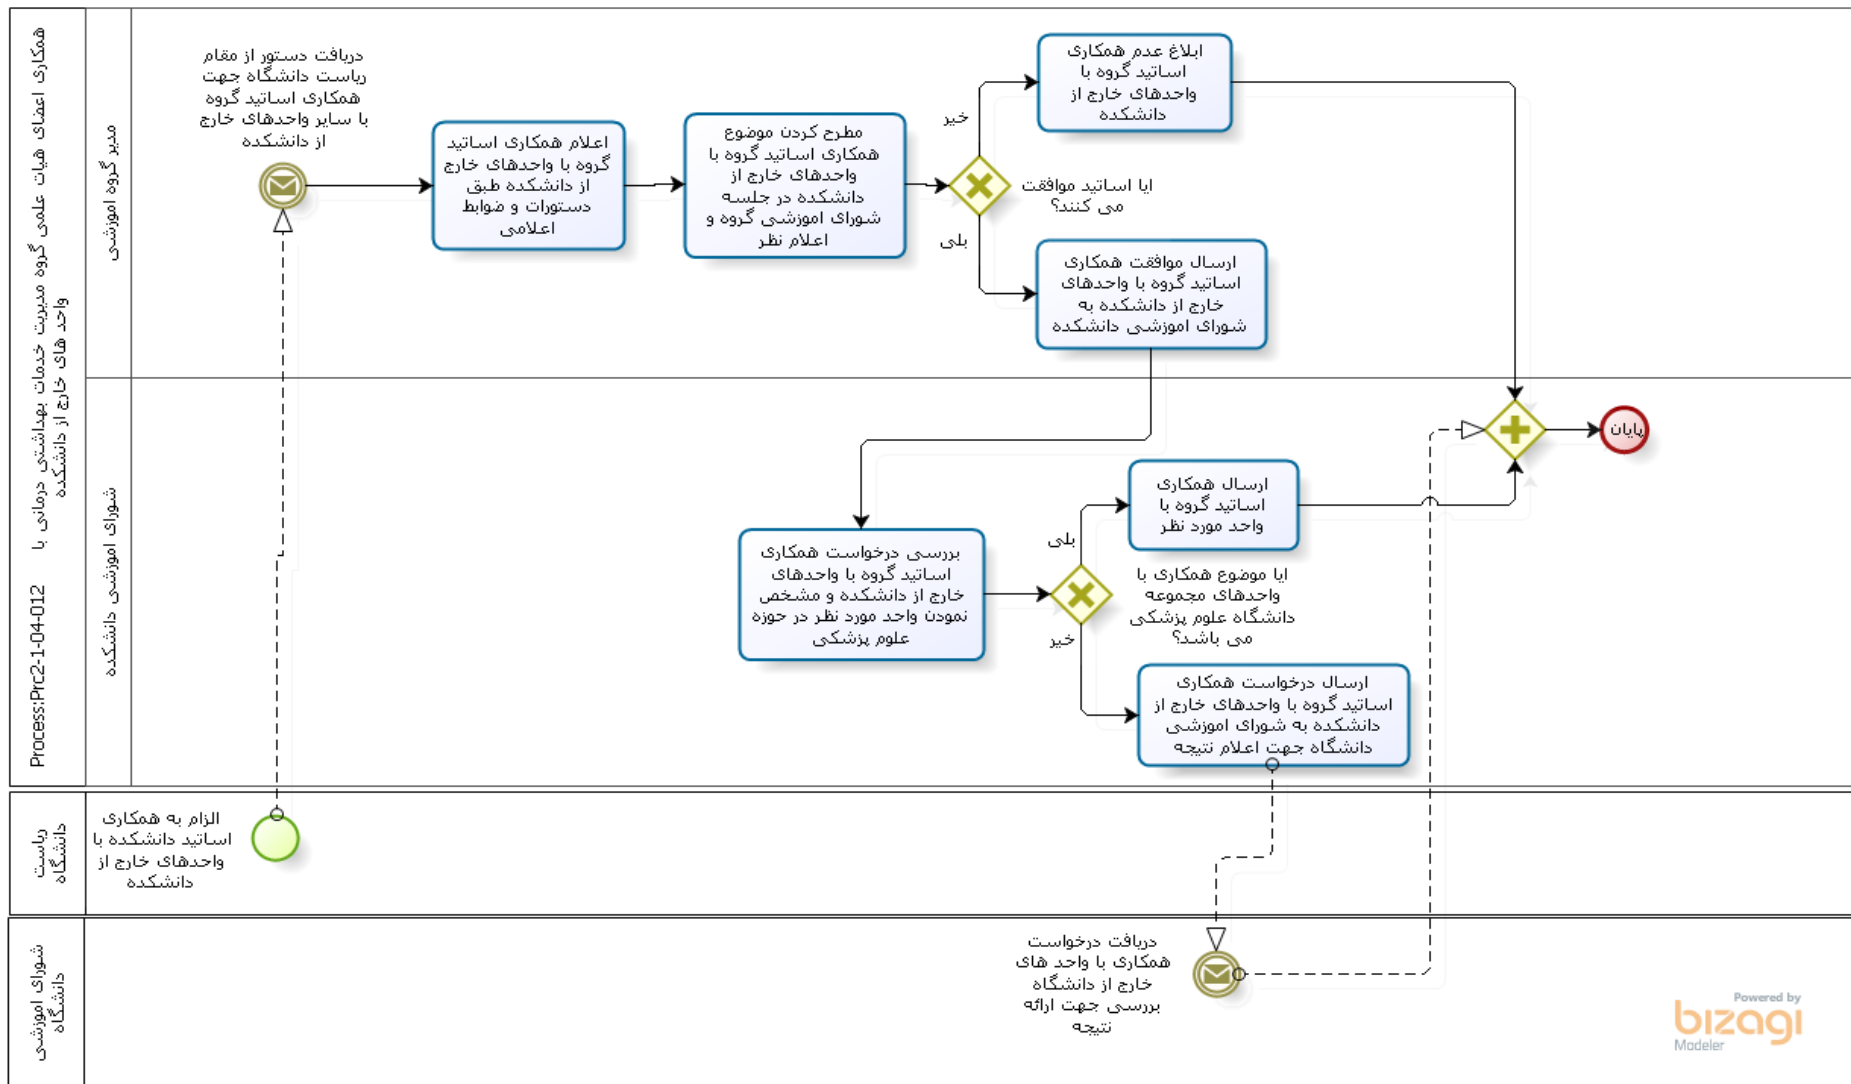 همکاری اعضای هیات علمی گروه مدیریت خدمات بهداشتی درمانی با
واحد های خارج از دانشکده
Process:Prc2-1-04-012
مدیر گروه اموزشی
دریافت دستور از مقام
ریاست دانشگاه جهت
همکاری اساتید گروه
با سایر واحدهای خارج
از دانشکده
اعلام همکاری اساتید
گروه با واحدهای خارج
از دانشکده طبق
دستورات و ضوابط
اعلامی
مطرح کردن موضوع
همکاری اساتید گروه با
واحدهای خارج از
دانشکده در جلسه
شورای اموزشی گروه و
اعلام نظر
ایا اساتید موافقت
می کنند؟
خیر
بلی
ابلاغ عدم همکاری
اساتید گروه با
واحدهای خارج از
دانشکده
ارسال موافقت همکاری
اساتید گروه با واحدهای
خارج از دانشکده به
شورای اموزشی دانشکده
شورای اموزشی دانشکده
بررسی درخواست همکاری
اساتید گروه با واحدهای
خارج از دانشکده و مشخص
نمودن واحد مورد نظر در حوزه
علوم پزشکی
بلی
خیر
ایا موضوع همکاری با
واحدهای مجموعه
دانشگاه علوم پزشکی
می باشد؟
ارسال همکاری
اساتید گروه با
واحد مورد نظر
ارسال درخواست همکاری
اساتید گروه با واحدهای خارج از
دانشکده به شورای اموزشی
دانشگاه جهت اعلام نتیجه
پایان
ریاست
دانشگاه
الزام به همکاری
اساتید دانشکده با
واحدهای خارج از
دانشکده
شورای اموزشی
دانشگاه
دریافت درخواست
همکاری با واحد های
خارج از دانشگاه
بررسی جهت ارائه
نتیجه
Powered by
bizagi
Modeler